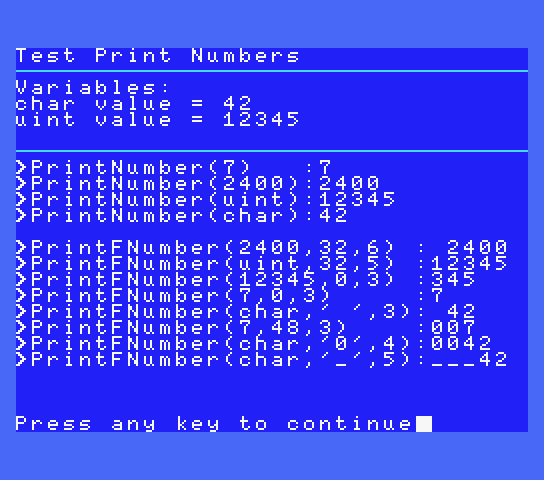 Test Print Numbers
Variables:
char value = 42
uint value = 12345
>PrintNumber(7)    :7
>PrintNumber(2400):2400
>PrintNumber(uint):12345
>PrintNumber(char):42
>PrintFNumber(2400,32,6) :  2400
>PrintFNumber(uint,32,5) :12345
>PrintFNumber(12345,0,3)  :345
>PrintFNumber(7,0,3)      :7
>PrintFNumber(char,' ',3): 42
>PrintFNumber(7,48,3)     :007
>PrintFNumber(char,'0',4):0042
>PrintFNumber(char,'_',5):___42
Press any key to continue